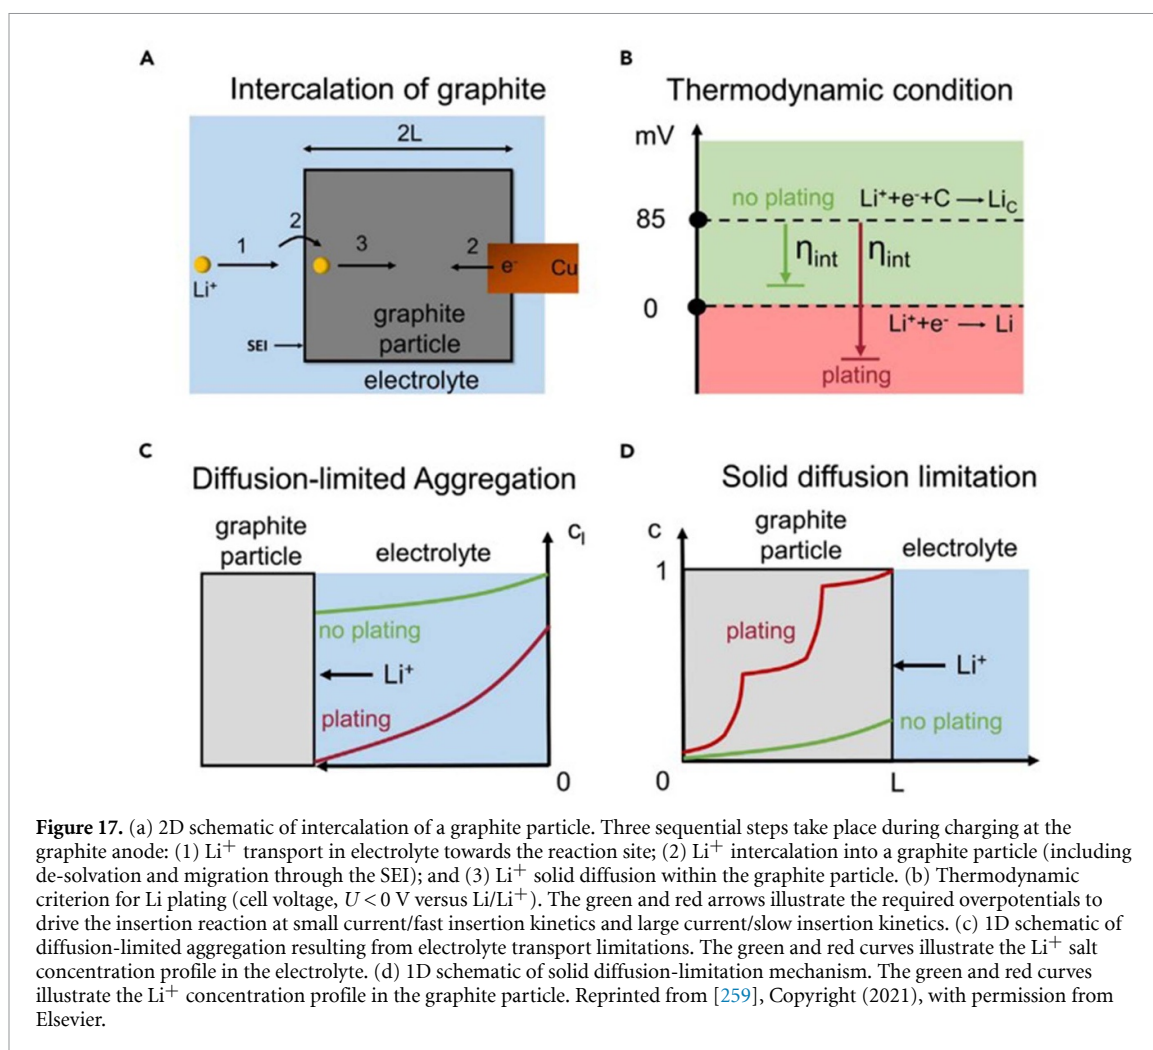 A
Intercalation of graphite
2L
1
2
3
2
Li⁺
e⁻
Cu
graphite
particle
SEI
electrolyte
B
Thermodynamic condition
mV
no plating
Li⁺+e⁻+C → Li_C
85
η_int
η_int
0
Li⁺+e⁻ → Li
plating
C
Diffusion-limited Aggregation
graphite
particle
electrolyte
c_l
no plating
Li⁺
plating
0
D
Solid diffusion limitation
c
graphite
particle
electrolyte
1
plating
Li⁺
no plating
0
L
Figure 17. (a) 2D schematic of intercalation of a graphite particle. Three sequential steps take place during charging at the
graphite anode: (1) Li⁺ transport in electrolyte towards the reaction site; (2) Li⁺ intercalation into a graphite particle (including
de-solvation and migration through the SEI); and (3) Li⁺ solid diffusion within the graphite particle. (b) Thermodynamic
criterion for Li plating (cell voltage, U < 0 V versus Li/Li⁺). The green and red arrows illustrate the required overpotentials to
drive the insertion reaction at small current/fast insertion kinetics and large current/slow insertion kinetics. (c) 1D schematic of
diffusion-limited aggregation resulting from electrolyte transport limitations. The green and red curves illustrate the Li⁺ salt
concentration profile in the electrolyte. (d) 1D schematic of solid diffusion-limitation mechanism. The green and red curves
illustrate the Li⁺ concentration profile in the graphite particle. Reprinted from [259], Copyright (2021), with permission from
Elsevier.